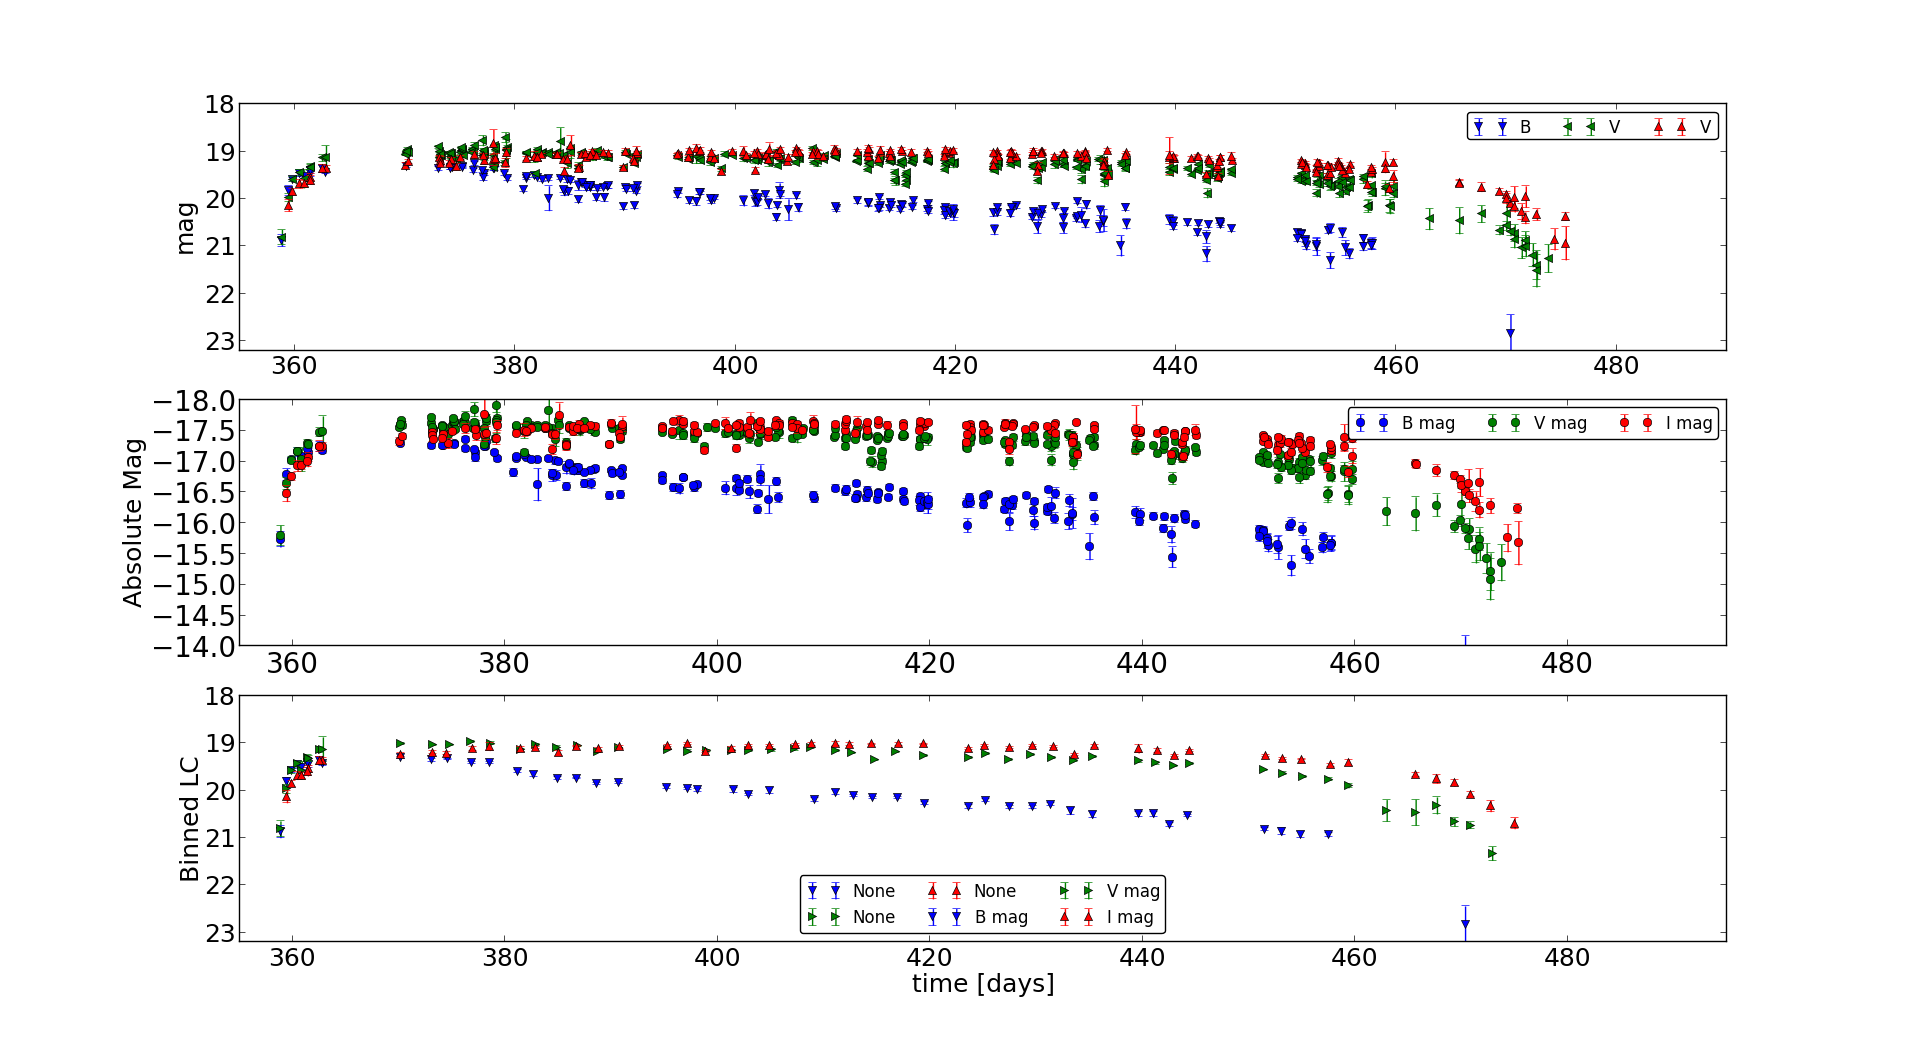 18
19
20
21
22
23
mag
B V V
360 380 400 420 440 460 480
−18.0
−17.5
−17.0
−16.5
−16.0
−15.5
−15.0
−14.5
−14.0
Absolute Mag
B mag V mag I mag
360 380 400 420 440 460 480
18
19
20
21
22
23
Binned LC
None None V mag
None B mag I mag
360 380 400 420 440 460 480
time [days]